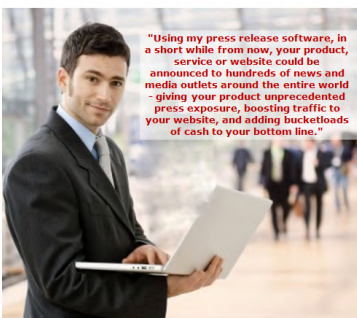 "Using my press release software, in
a short while from now, your product,
service or website could be
announced to hundreds of news and
media outlets around the entire world
- giving your product unprecedented
press exposure, boosting traffic to
your website, and adding bucketloads
of cash to your bottom line."